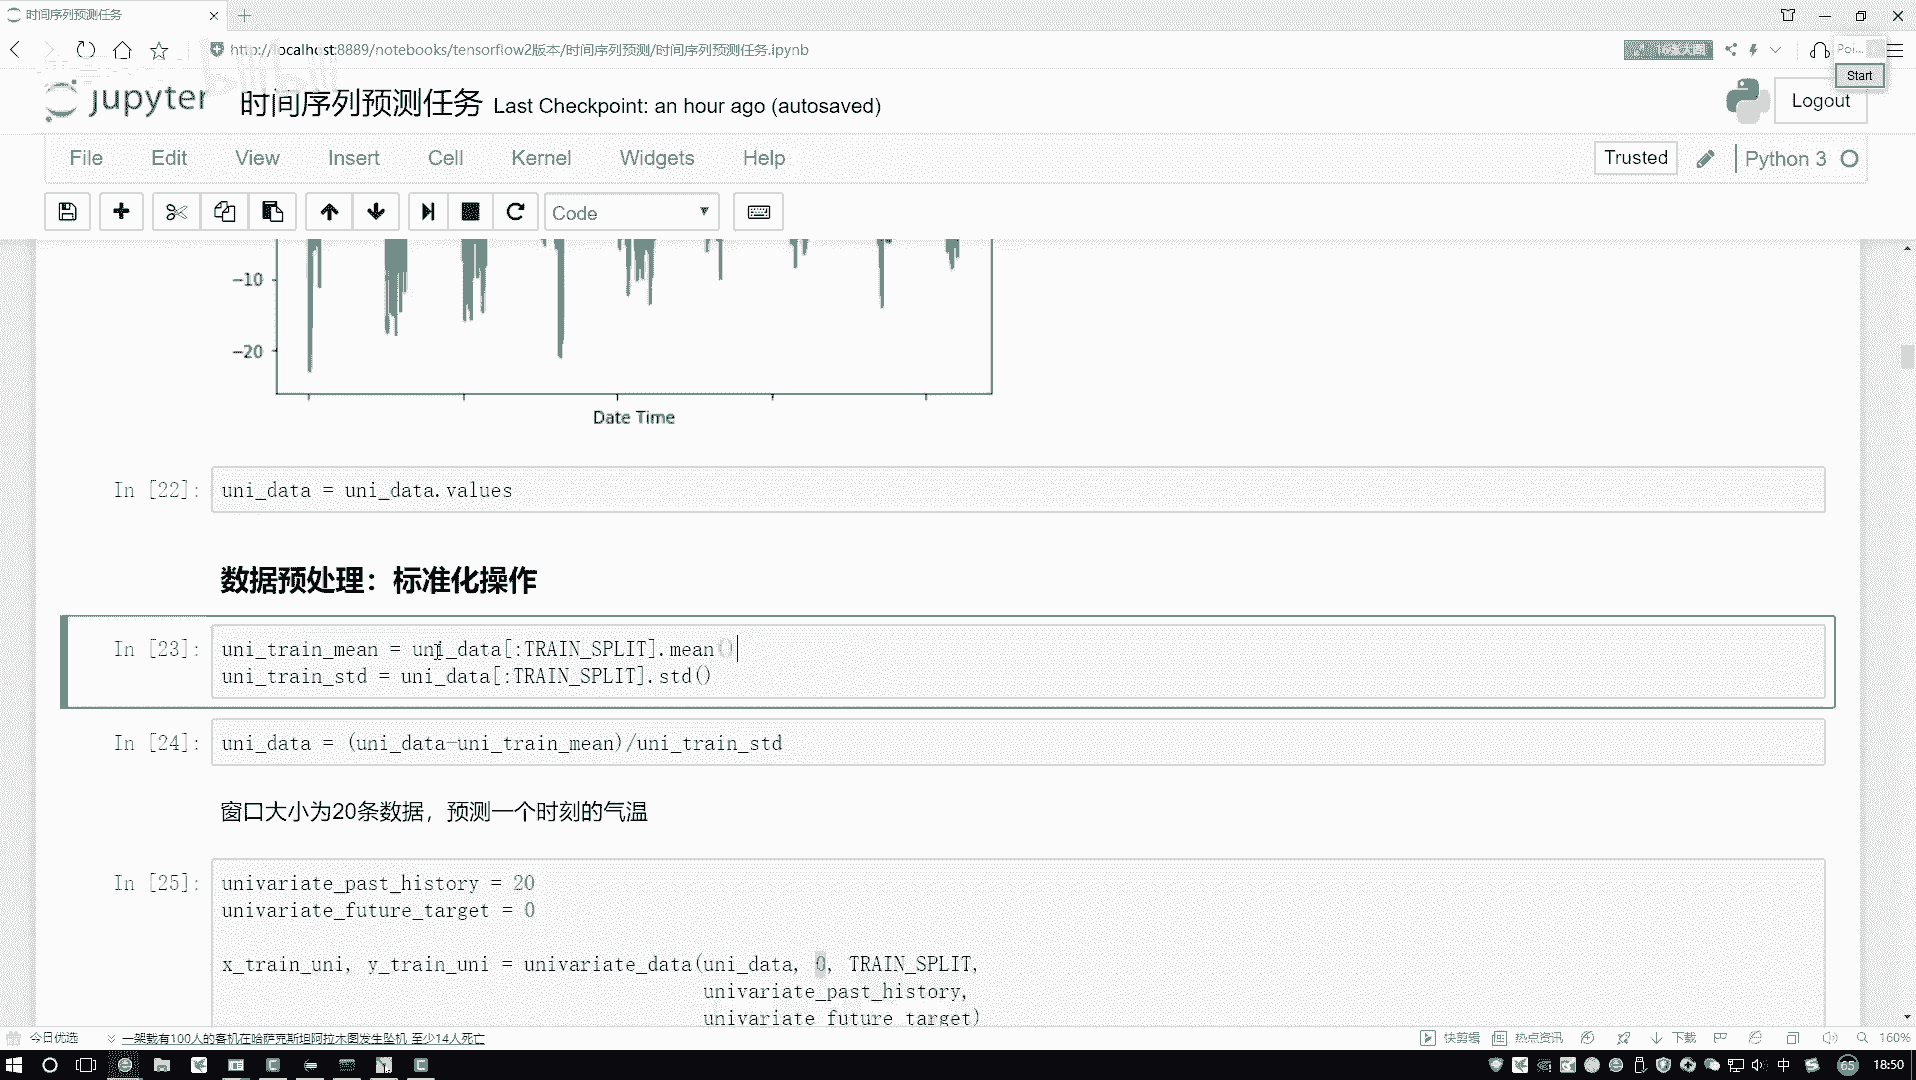 时间序列预测任务
http://localhost:8889/notebooks/tensorflow2版本/时间序列预测/时间序列预测任务.ipynb
Poi...
Start
jupyter 时间序列预测任务 Last Checkpoint: an hour ago (autosaved)
Logout
File Edit View Insert Cell Kernel Widgets Help
Trusted Python 3
Code
−10
−20
Date Time
In [22]: uni_data = uni_data.values
数据预处理：标准化操作
In [23]: uni_train_mean = uni_data[:TRAIN_SPLIT].mean()
uni_train_std = uni_data[:TRAIN_SPLIT].std()
In [24]: uni_data = (uni_data-uni_train_mean)/uni_train_std
窗口大小为20条数据，预测一个时刻的气温
In [25]: univariate_past_history = 20
univariate_future_target = 0
x_train_uni, y_train_uni = univariate_data(uni_data, 0, TRAIN_SPLIT,
univariate_past_history,
univariate_future_target)
今日优选 一架载有100人的客机在哈萨克斯坦阿拉木图发生坠机 至少14人死亡
快剪辑 热点资讯 下载 160%
中 65 18:50